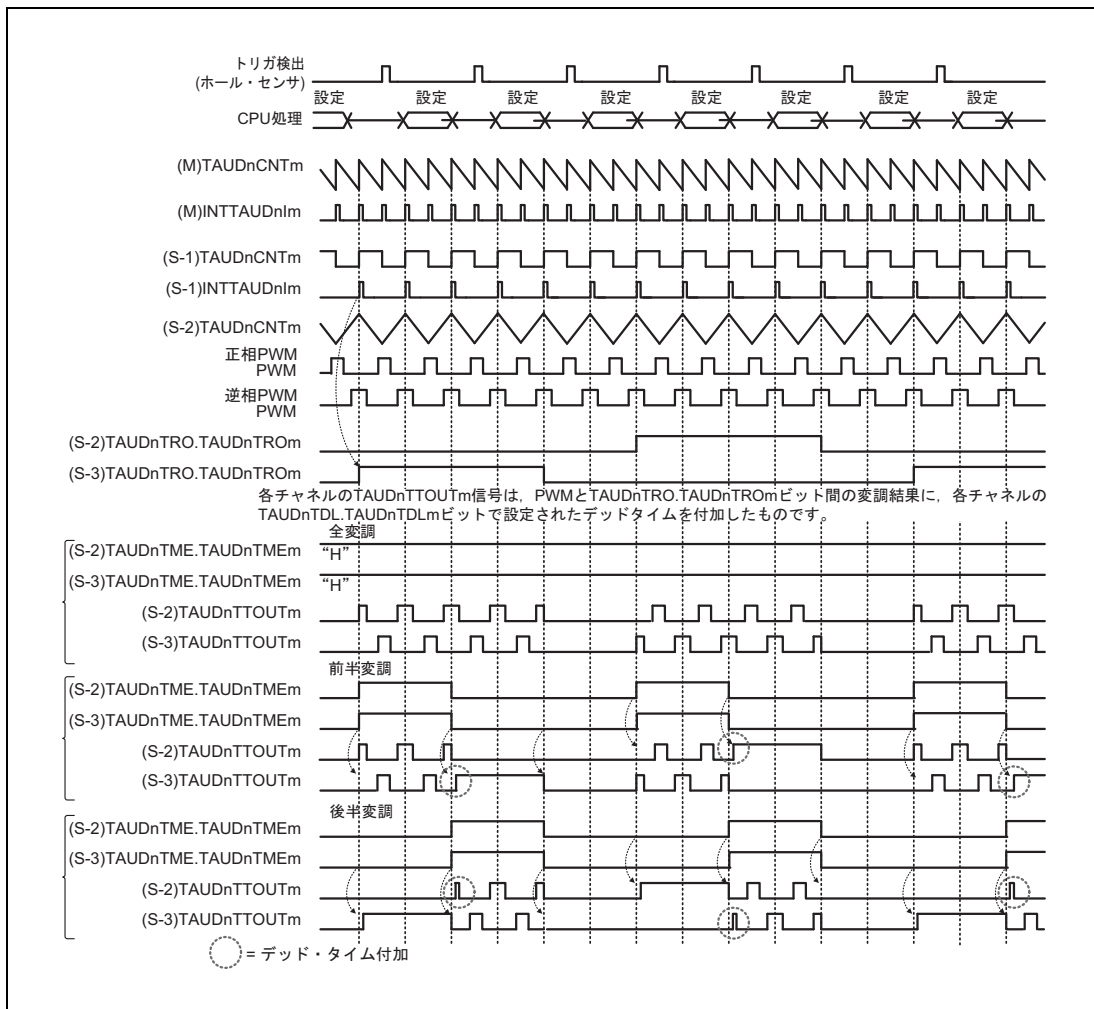 トリガ検出
(ホール・センサ)
設定 設定 設定 設定 設定 設定 設定 設定
CPU処理
(M)TAUDnCNTm
(M)INTTAUDnIm
(S-1)TAUDnCNTm
(S-1)INTTAUDnIm
(S-2)TAUDnCNTm
正相PWM
PWM
逆相PWM
PWM
(S-2)TAUDnTRO.TAUDnTROm
(S-3)TAUDnTRO.TAUDnTROm
各チャネルのTAUDnTTOUTm信号は，PWMとTAUDnTRO.TAUDnTROmビット間の変調結果に，各チャネルの
TAUDnTDL.TAUDnTDLmビットで設定されたデッドタイムを付加したものです。
全変調
(S-2)TAUDnTME.TAUDnTMEm “H”
(S-3)TAUDnTME.TAUDnTMEm “H”
(S-2)TAUDnTTOUTm
(S-3)TAUDnTTOUTm
前半変調
(S-2)TAUDnTME.TAUDnTMEm
(S-3)TAUDnTME.TAUDnTMEm
(S-2)TAUDnTTOUTm
(S-3)TAUDnTTOUTm
後半変調
(S-2)TAUDnTME.TAUDnTMEm
(S-3)TAUDnTME.TAUDnTMEm
(S-2)TAUDnTTOUTm
(S-3)TAUDnTTOUTm
= デッド・タイム付加